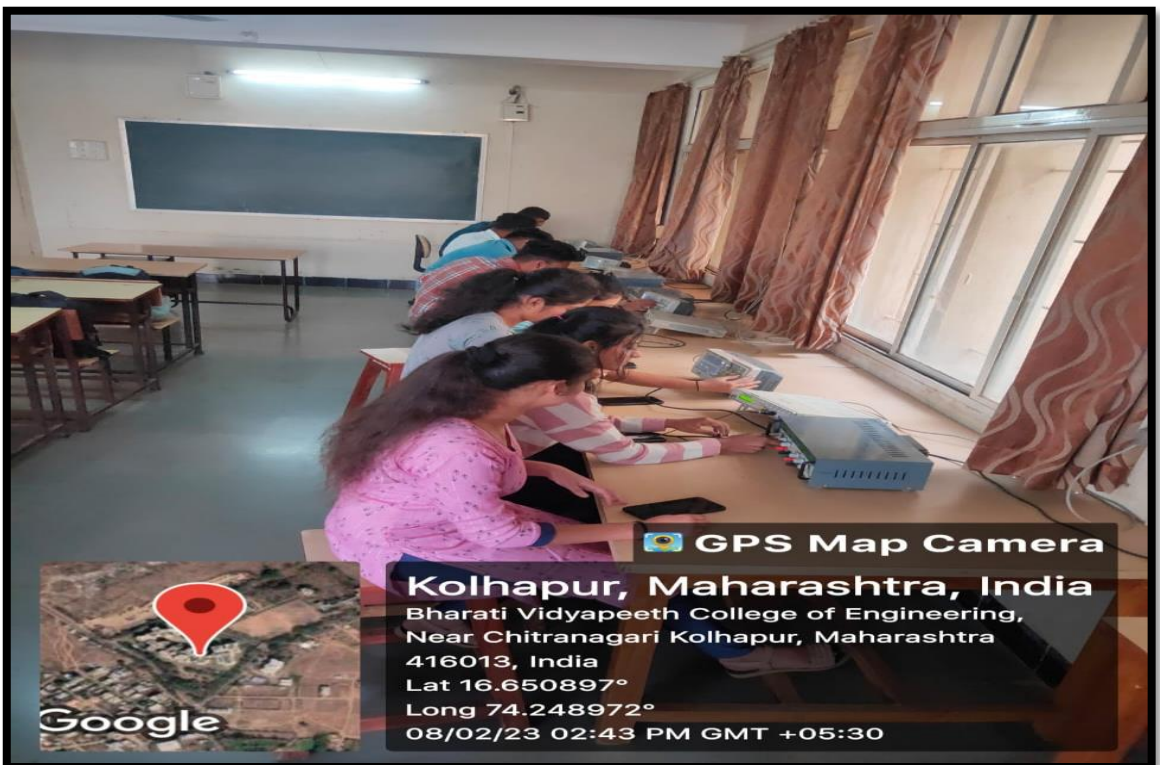 GPS Map Camera
Kolhapur, Maharashtra, India
Bharati Vidyapeeth College of Engineering,
Near Chitranagari Kolhapur, Maharashtra
416013, India
Lat 16.650897°
Long 74.248972°
08/02/23 02:43 PM GMT +05:30
Google